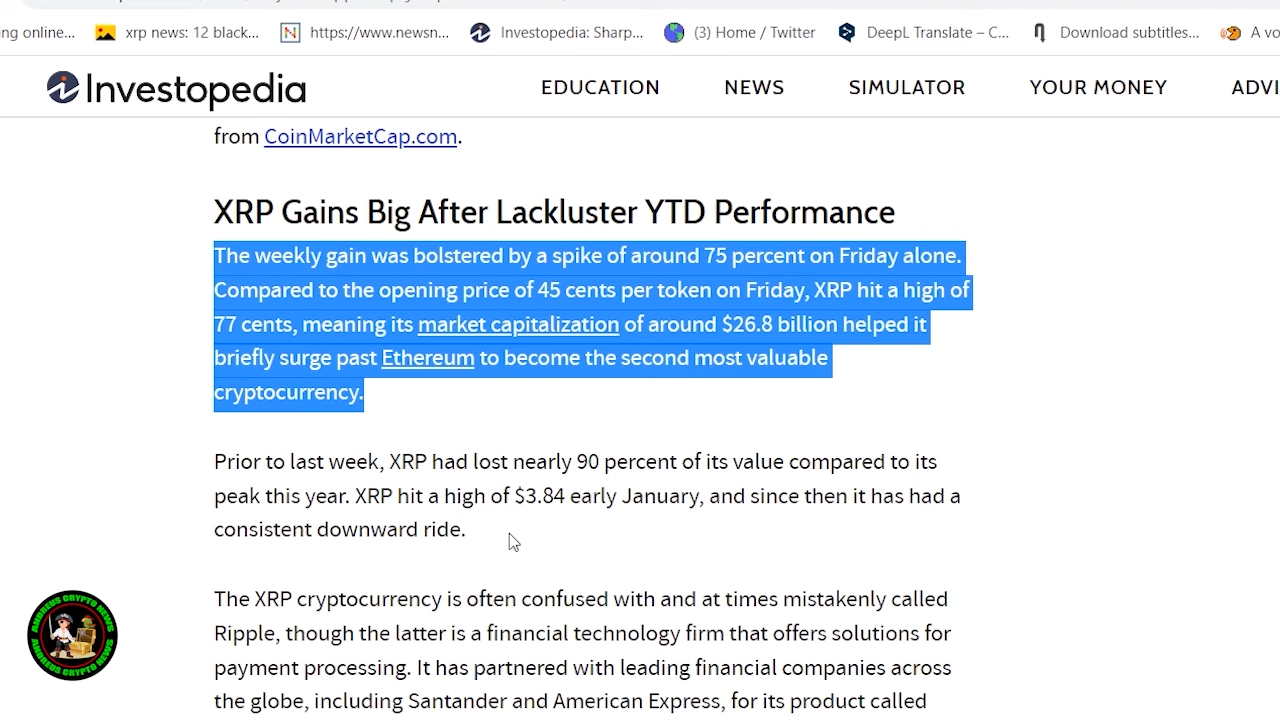 ng online...
xrp news: 12 black...
https://www.newsn...
Investopedia: Sharp...
(3) Home / Twitter
DeepL Translate – C...
Download subtitles...
A vo
Investopedia
EDUCATION
NEWS
SIMULATOR
YOUR MONEY
ADVI
from CoinMarketCap.com.
XRP Gains Big After Lackluster YTD Performance
The weekly gain was bolstered by a spike of around 75 percent on Friday alone.
Compared to the opening price of 45 cents per token on Friday, XRP hit a high of
77 cents, meaning its market capitalization of around $26.8 billion helped it
briefly surge past Ethereum to become the second most valuable
cryptocurrency.
Prior to last week, XRP had lost nearly 90 percent of its value compared to its
peak this year. XRP hit a high of $3.84 early January, and since then it has had a
consistent downward ride.
The XRP cryptocurrency is often confused with and at times mistakenly called
Ripple, though the latter is a financial technology firm that offers solutions for
payment processing. It has partnered with leading financial companies across
the globe, including Santander and American Express, for its product called
ANDREUS CRYPTO NEWS
ANDREUS CRYPTO NEWS